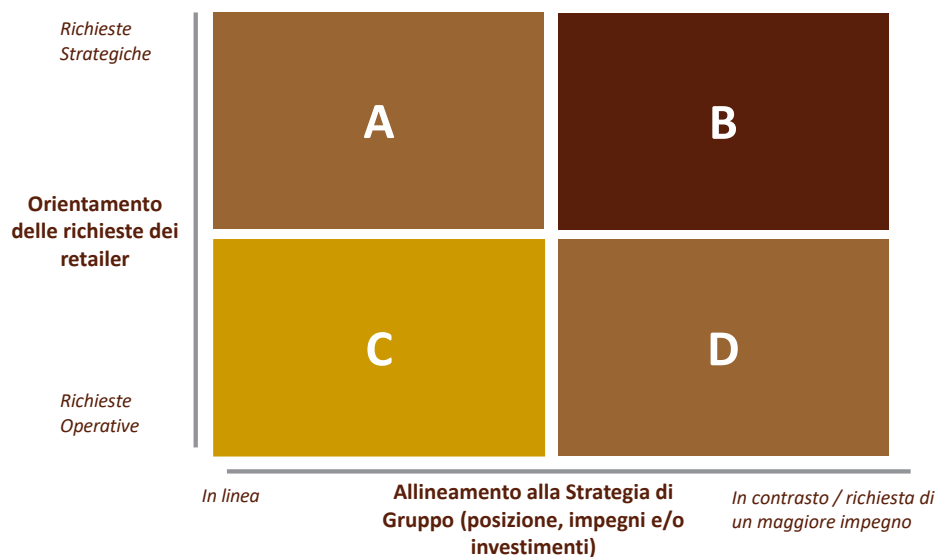 Richieste
Strategiche
A
B
Orientamento
delle richieste dei
retailer
C
D
Richieste
Operative
In linea
Allineamento alla Strategia di
Gruppo (posizione, impegni e/o
investimenti)
In contrasto / richiesta di
un maggiore impegno